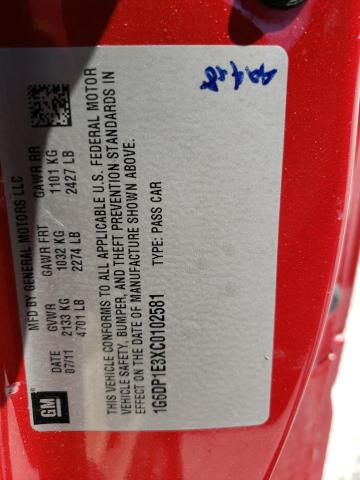 MFD BY GENERAL MOTORS LLC
DATE GVWR GAWR FRT GAWR RR
07/11 2133 KG 1032 KG 1101 KG
4701 LB 2274 LB 2427 LB
THIS VEHICLE CONFORMS TO ALL APPLICABLE U.S. FEDERAL MOTOR
VEHICLE SAFETY, BUMPER, AND THEFT PREVENTION STANDARDS IN
EFFECT ON THE DATE OF MANUFACTURE SHOWN ABOVE.
1G6DP1E3XC0102581 TYPE: PASS CAR
GM